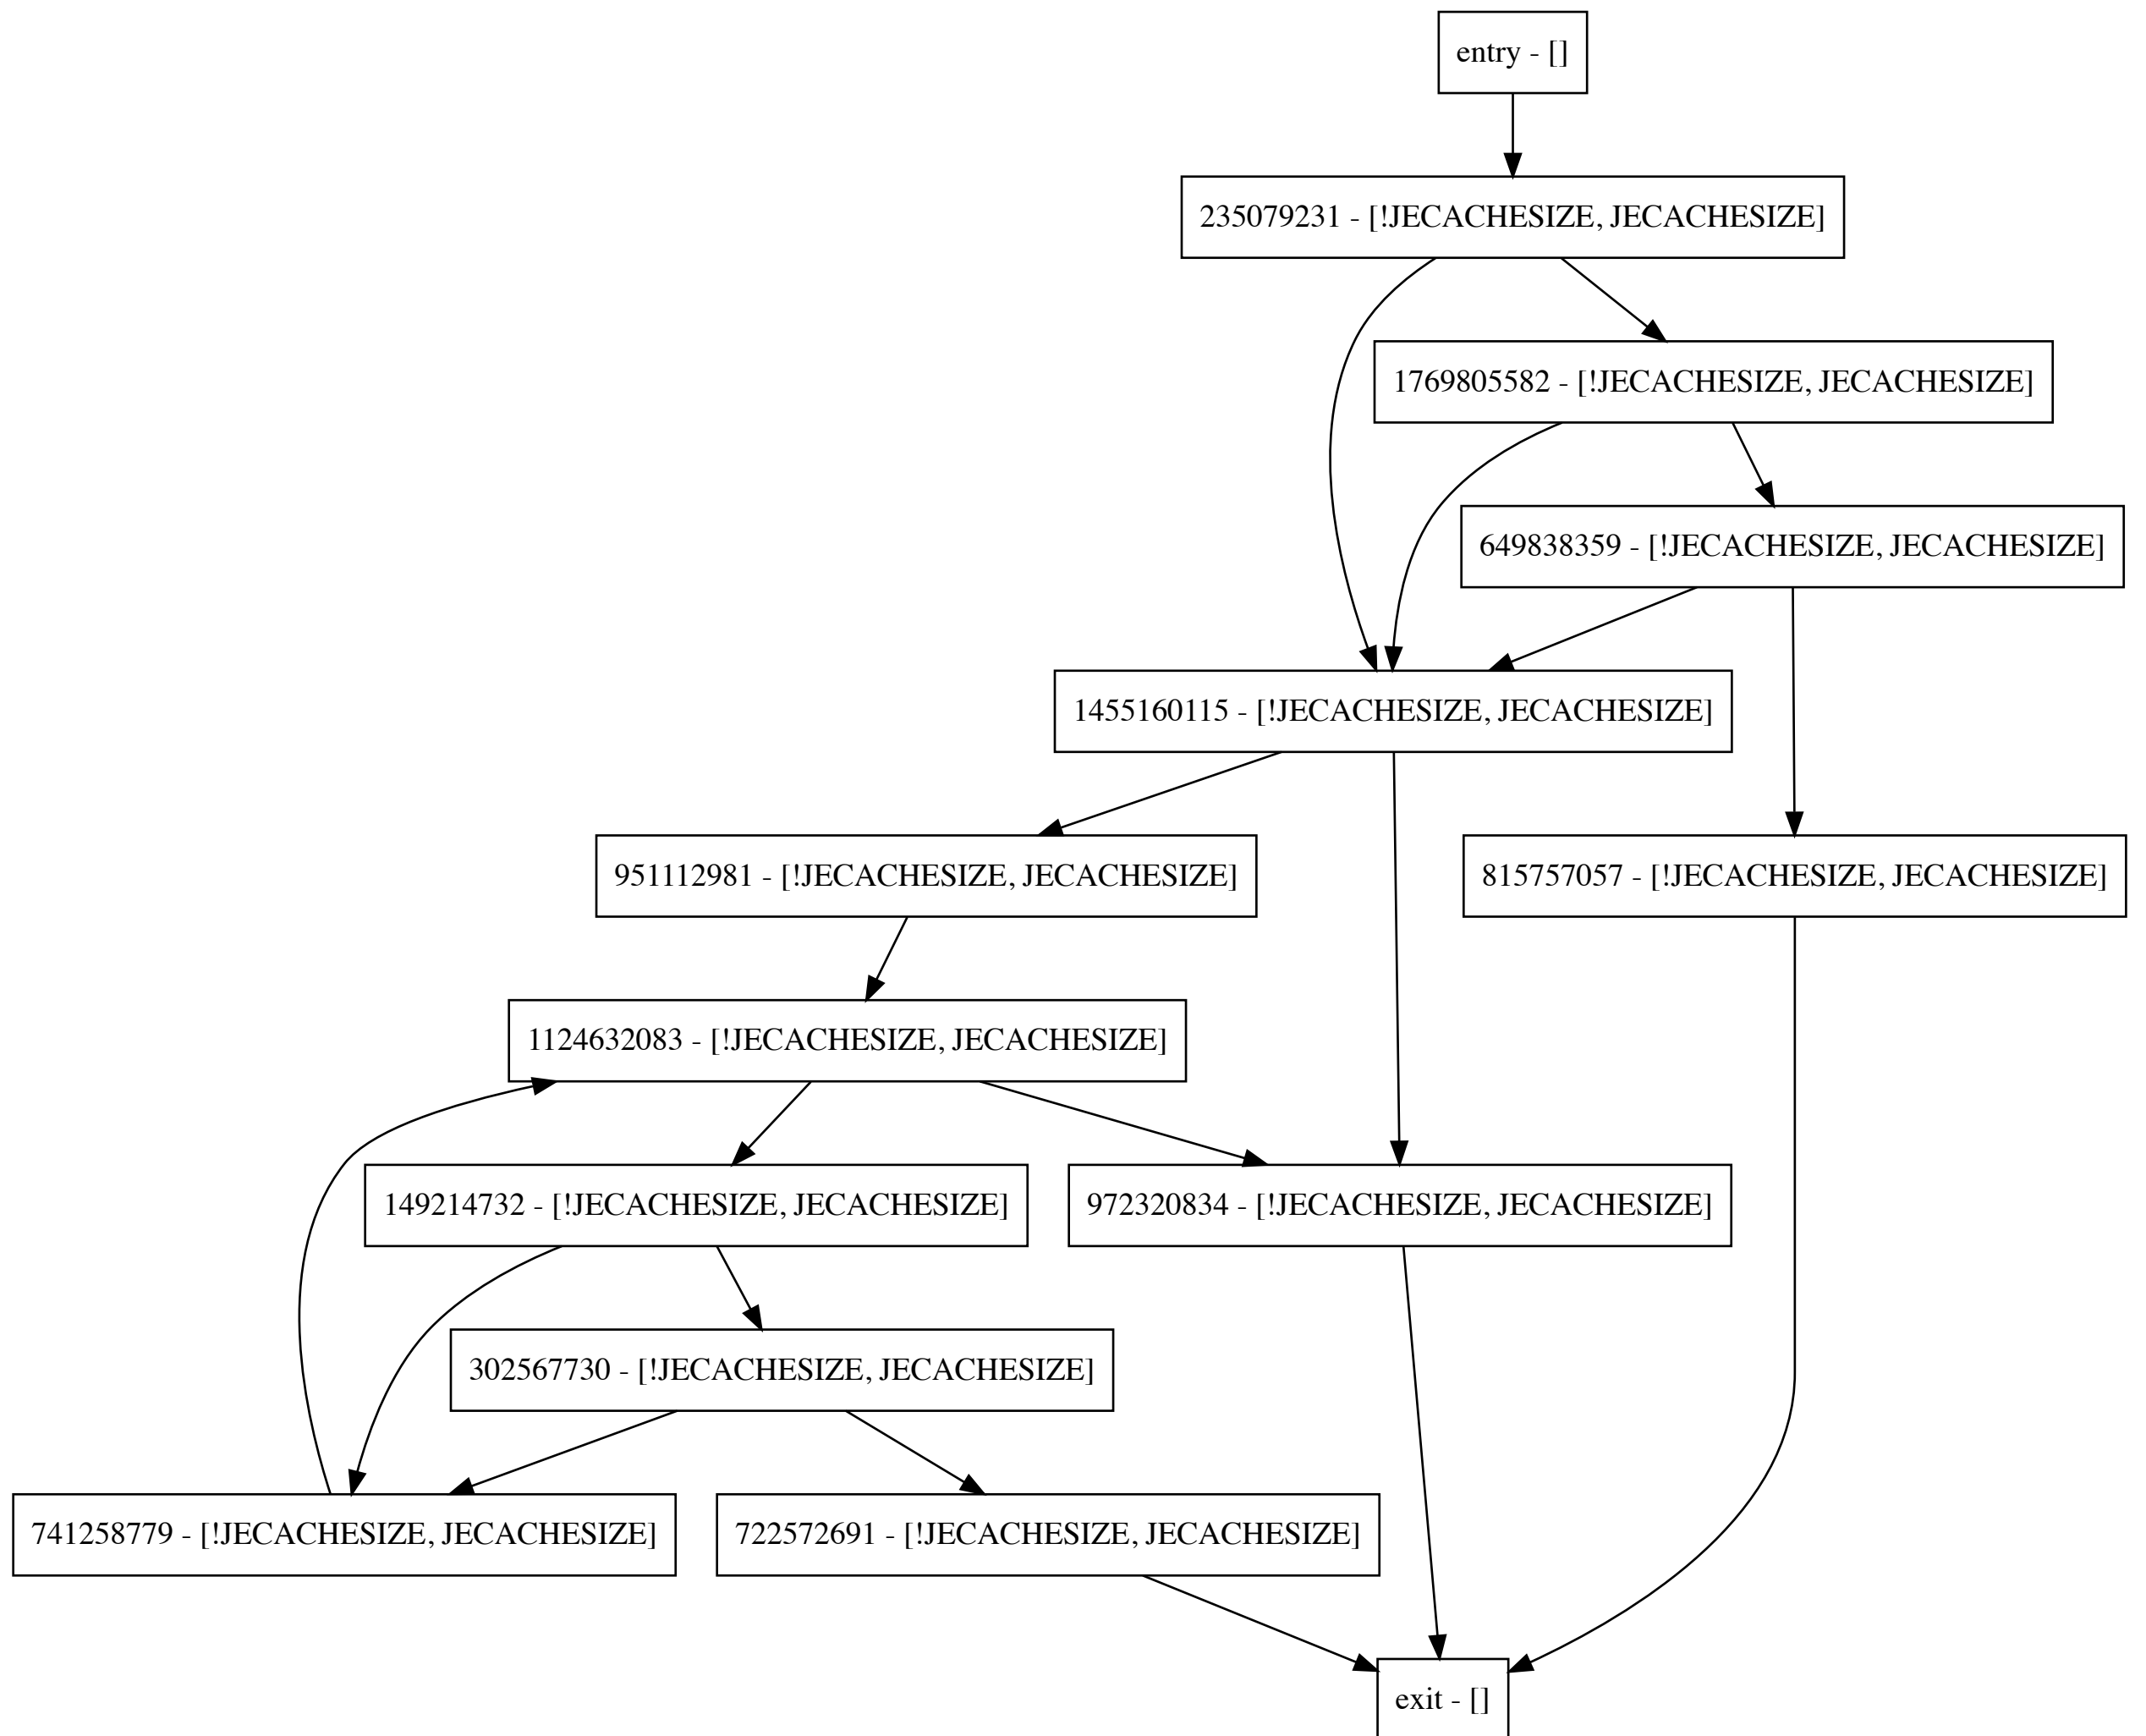 entry - []
235079231 - [!JECACHESIZE, JECACHESIZE]
1769805582 - [!JECACHESIZE, JECACHESIZE]
649838359 - [!JECACHESIZE, JECACHESIZE]
1455160115 - [!JECACHESIZE, JECACHESIZE]
951112981 - [!JECACHESIZE, JECACHESIZE]
815757057 - [!JECACHESIZE, JECACHESIZE]
1124632083 - [!JECACHESIZE, JECACHESIZE]
149214732 - [!JECACHESIZE, JECACHESIZE]
972320834 - [!JECACHESIZE, JECACHESIZE]
302567730 - [!JECACHESIZE, JECACHESIZE]
741258779 - [!JECACHESIZE, JECACHESIZE]
722572691 - [!JECACHESIZE, JECACHESIZE]
exit - []